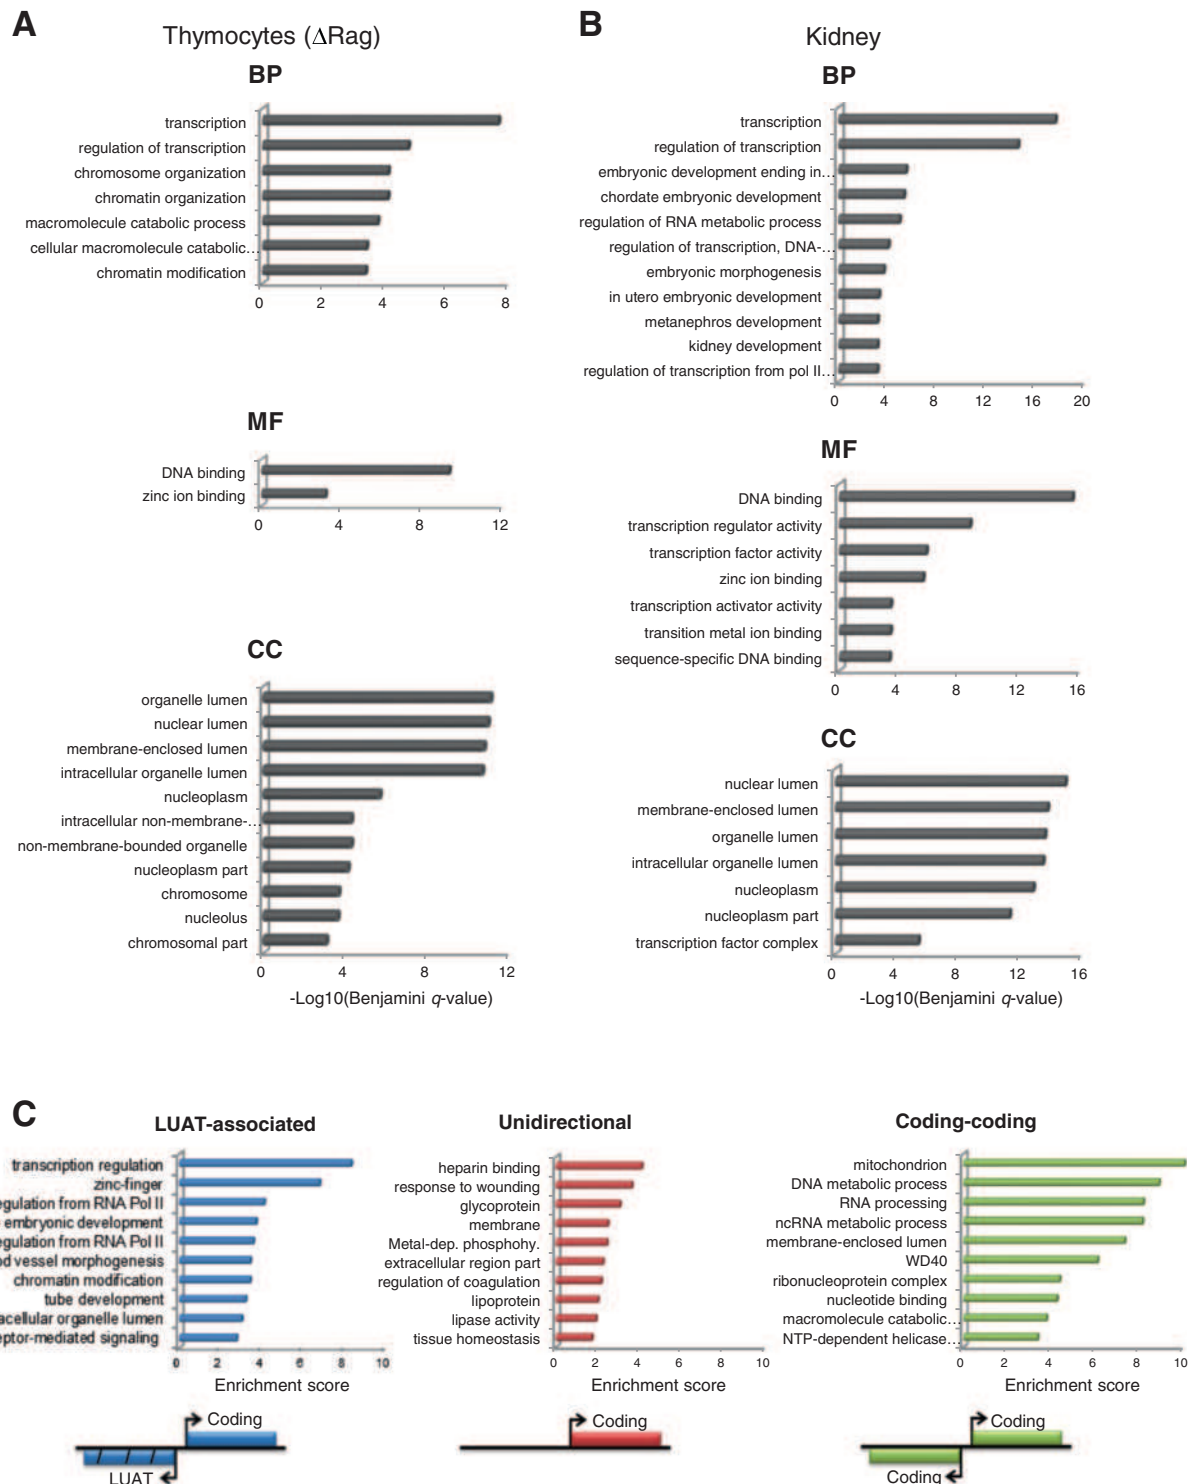 A
Thymocytes (ΔRag)
BP
transcription
regulation of transcription
chromosome organization
chromatin organization
macromolecule catabolic process
cellular macromolecule catabolic…
chromatin modification
0 2 4 6 8
MF
DNA binding
zinc ion binding
0 4 8 12
CC
organelle lumen
nuclear lumen
membrane-enclosed lumen
intracellular organelle lumen
nucleoplasm
intracellular non-membrane-…
non-membrane-bounded organelle
nucleoplasm part
chromosome
nucleolus
chromosomal part
0 4 8 12
-Log10(Benjamini q-value)
B
Kidney
BP
transcription
regulation of transcription
embryonic development ending in…
chordate embryonic development
regulation of RNA metabolic process
regulation of transcription, DNA-…
embryonic morphogenesis
in utero embryonic development
metanephros development
kidney development
regulation of transcription from pol II…
0 4 8 12 16 20
MF
DNA binding
transcription regulator activity
transcription factor activity
zinc ion binding
transcription activator activity
transition metal ion binding
sequence-specific DNA binding
0 4 8 12 16
CC
nuclear lumen
membrane-enclosed lumen
organelle lumen
intracellular organelle lumen
nucleoplasm
nucleoplasm part
transcription factor complex
0 4 8 12 16
-Log10(Benjamini q-value)
C
LUAT-associated
transcription regulation
zinc-finger
from RNA Pol II
embryonic development
from RNA Pol II
vessel morphogenesis
chromatin modification
tube development
organelle lumen
signaling
0 2 4 6 8 10
Enrichment score
Coding
LUAT
Unidirectional
heparin binding
response to wounding
glycoprotein
membrane
Metal-dep. phosphohy.
extracellular region part
regulation of coagulation
lipoprotein
lipase activity
tissue homeostasis
0 2 4 6 8 10
Enrichment score
Coding
Coding-coding
mitochondrion
DNA metabolic process
RNA processing
ncRNA metabolic process
membrane-enclosed lumen
WD40
ribonucleoprotein complex
nucleotide binding
macromolecule catabolic…
NTP-dependent helicase…
0 2 4 6 8 10
Enrichment score
Coding
Coding